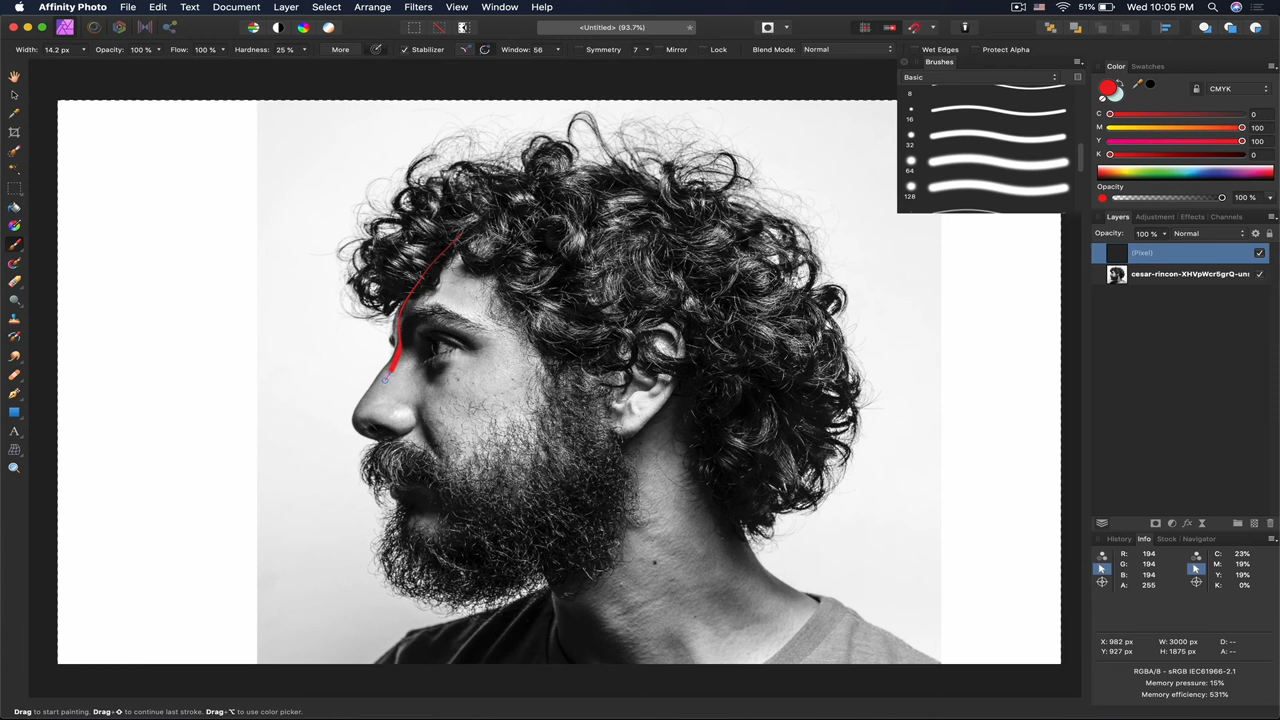 Affinity Photo File Edit Text Document Layer Select Arrange Filters View Window Help 51% Wed 10:05 PM
<Untitled> (93.7%)
Width: 14.2 px Opacity: 100 % Flow: 100 % Hardness: 25 % More Stabilizer Window: 56 Symmetry 7 Mirror Lock Blend Mode: Normal Wet Edges Protect Alpha
Brushes
Basic
8
16
32
64
128
Color Swatches
CMYK
C 0
M 100
Y 100
K 0
Opacity
100 %
Layers Adjustment Effects Channels
Opacity: 100 % Normal
(Pixel)
cesar-rincon-XHVpWcr5grQ-uns
History Info Stock Navigator
R: 194 C: 23%
G: 194 M: 19%
B: 194 Y: 19%
A: 255 K: 0%
X: 982 px W: 3000 px D: --
Y: 927 px H: 1875 px A: --
RGBA/8 - sRGB IEC61966-2.1
Memory pressure: 15%
Memory efficiency: 531%
Drag to start painting. Drag+⇧ to continue last stroke. Drag+⌥ to use color picker.